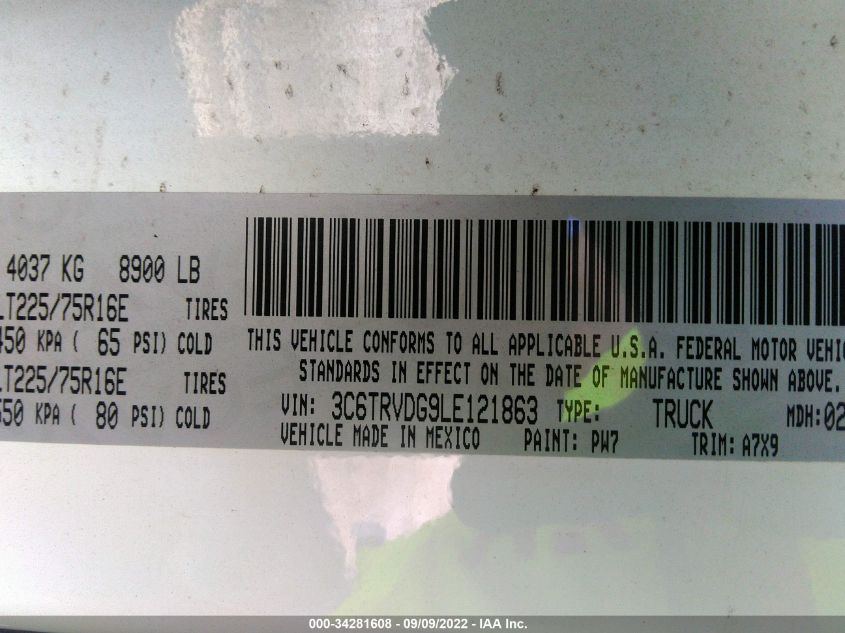 4037 KG 8900 LB
LT225/75R16E TIRES
450 KPA ( 65 PSI) COLD
LT225/75R16E TIRES
550 KPA ( 80 PSI) COLD
THIS VEHICLE CONFORMS TO ALL APPLICABLE U.S.A. FEDERAL MOTOR VEHIC
STANDARDS IN EFFECT ON THE DATE OF MANUFACTURE SHOWN ABOVE.
VIN: 3C6TRVDG9LE121863 TYPE: TRUCK MDH:02
VEHICLE MADE IN MEXICO PAINT: PW7 TRIM: A7X9
000-34281608 - 09/09/2022 - IAA Inc.